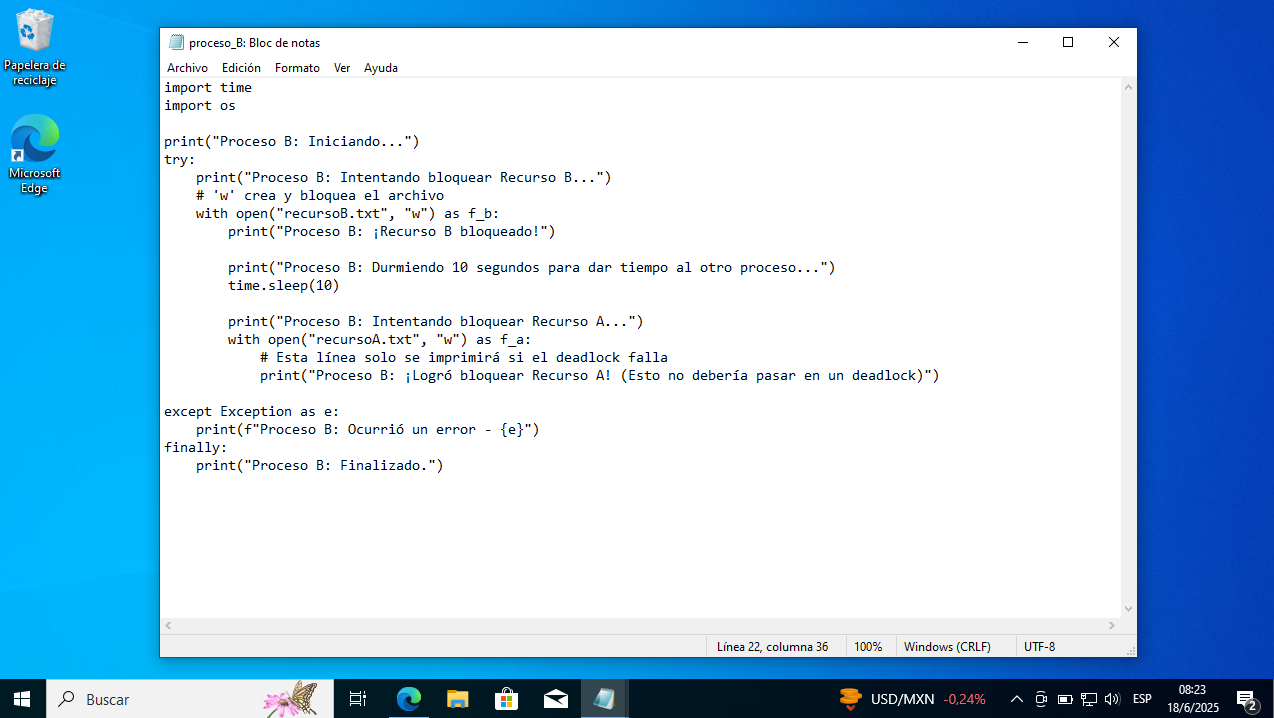 Papelera de
reciclaje
Microsoft
Edge
proceso_B: Bloc de notas
Archivo Edición Formato Ver Ayuda
import time
import os
print("Proceso B: Iniciando...")
try:
    print("Proceso B: Intentando bloquear Recurso B...")
    # 'w' crea y bloquea el archivo
    with open("recursoB.txt", "w") as f_b:
        print("Proceso B: ¡Recurso B bloqueado!")
        print("Proceso B: Durmiendo 10 segundos para dar tiempo al otro proceso...")
        time.sleep(10)
        print("Proceso B: Intentando bloquear Recurso A...")
        with open("recursoA.txt", "w") as f_a:
            # Esta línea solo se imprimirá si el deadlock falla
            print("Proceso B: ¡Logró bloquear Recurso A! (Esto no debería pasar en un deadlock)")
except Exception as e:
    print(f"Proceso B: Ocurrió un error - {e}")
finally:
    print("Proceso B: Finalizado.")
Línea 22, columna 36 100% Windows (CRLF) UTF-8
Buscar
USD/MXN -0,24%
ESP
08:23
18/6/2025
2